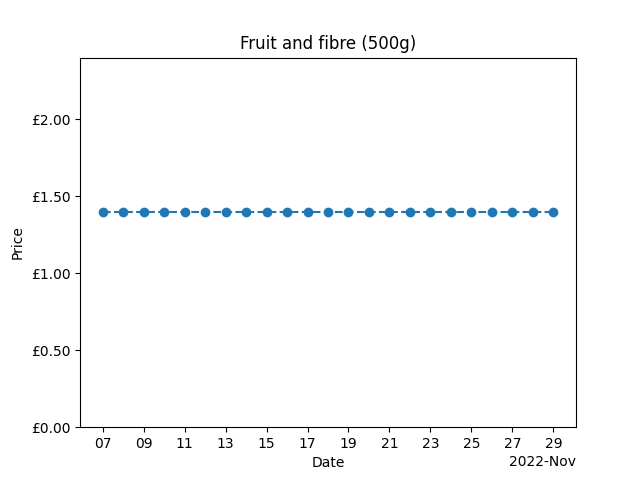 Fruit and fibre (500g)
£2.00
£1.50
£1.00
£0.50
£0.00
Price
07 09 11 13 15 17 19 21 23 25 27 29
Date
2022-Nov